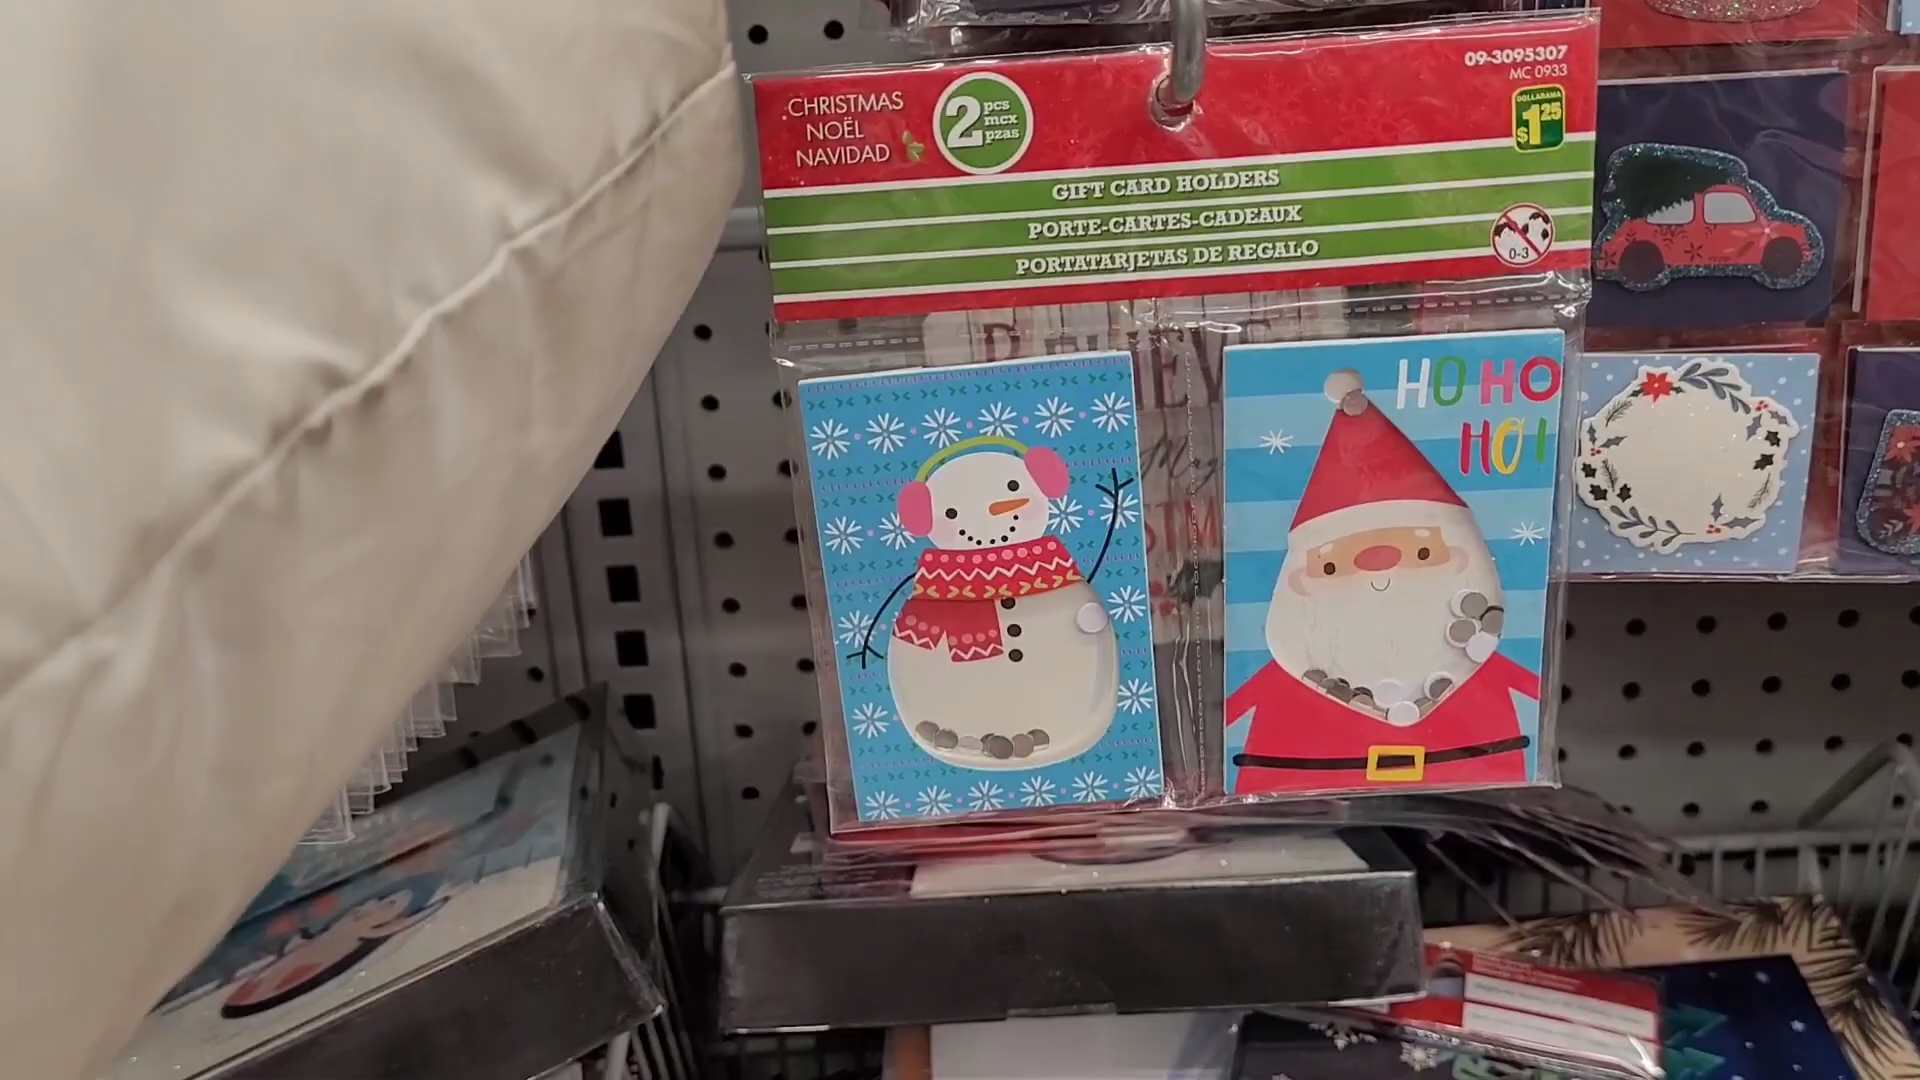 CHRISTMAS
NOËL
NAVIDAD
2 pcs
mcx
pzas
09-3095307
MC 0933
DOLLARAMA
$1.25
GIFT CARD HOLDERS
PORTE-CARTES-CADEAUX
PORTATARJETAS DE REGALO
0-3
HO HO
HO!